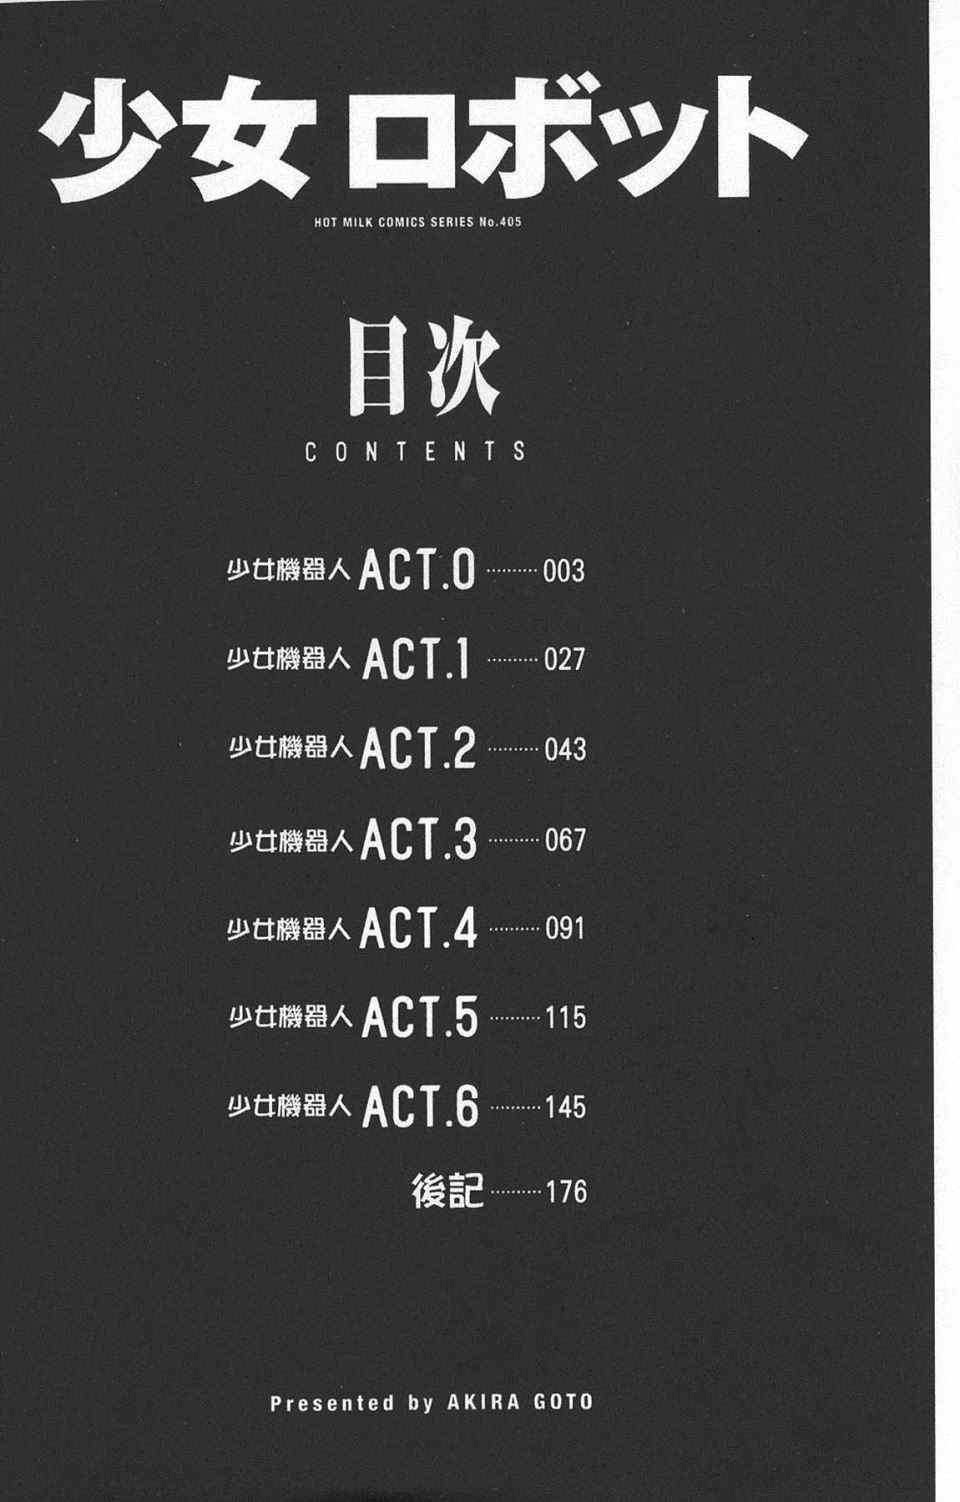 少女ロボット
HOT MILK COMICS SERIES No.405
目次
CONTENTS
少女機器人 ACT.0 ·········· 003
少女機器人 ACT.1 ·········· 027
少女機器人 ACT.2 ·········· 043
少女機器人 ACT.3 ·········· 067
少女機器人 ACT.4 ·········· 091
少女機器人 ACT.5 ·········· 115
少女機器人 ACT.6 ·········· 145
後記 ·········· 176
Presented by AKIRA GOTO